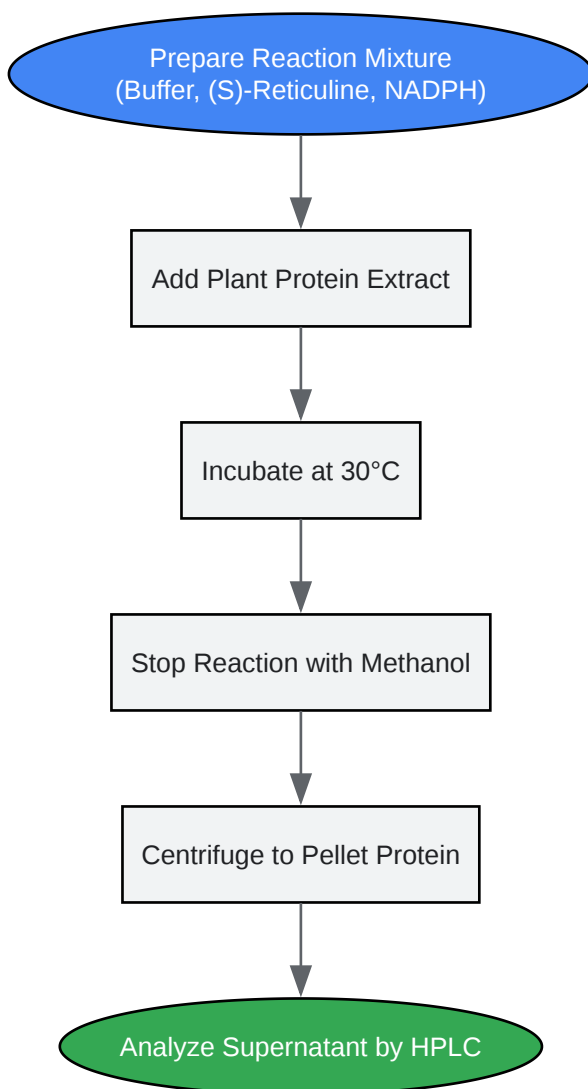 Prepare Reaction Mixture
(Buffer, (S)-Reticuline, NADPH)
Add Plant Protein Extract
Incubate at 30°C
Stop Reaction with Methanol
Centrifuge to Pellet Protein
Analyze Supernatant by HPLC